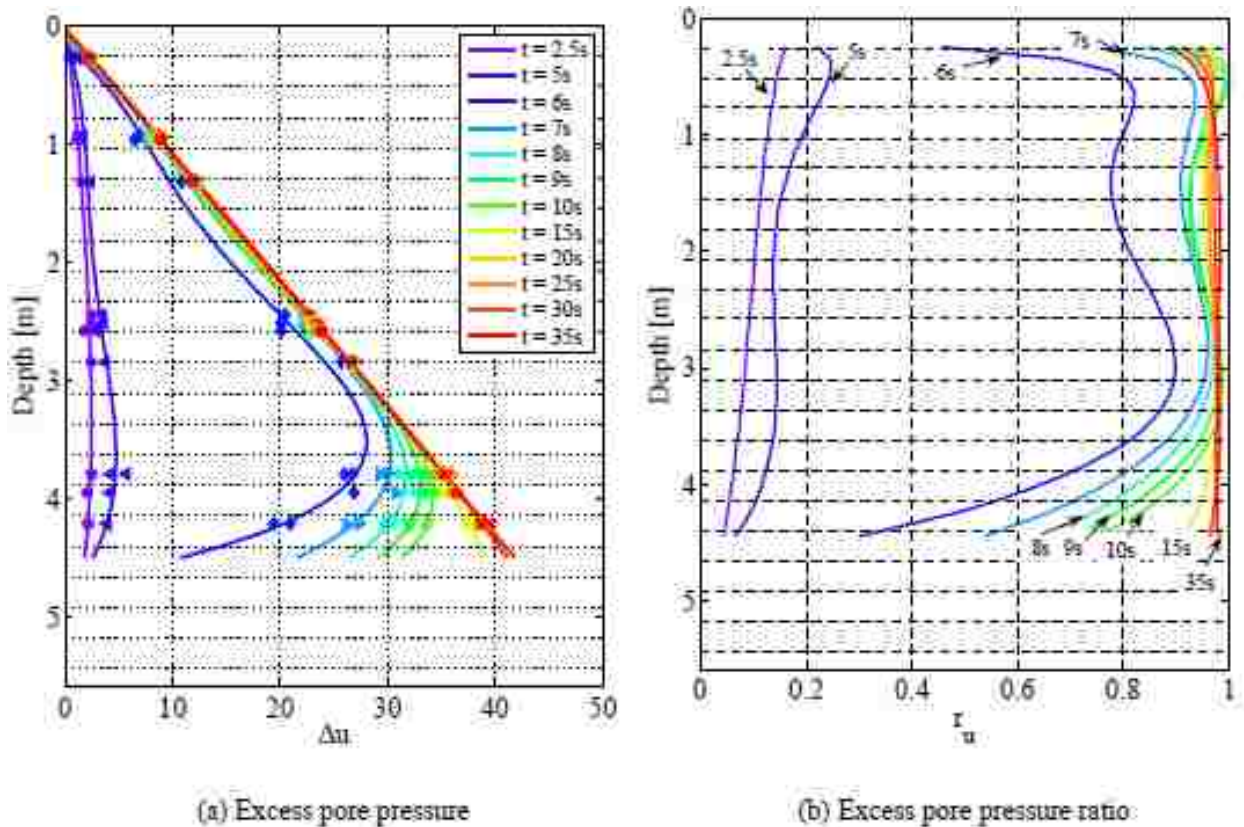 0
1
2
3
4
5
Depth [m]
0
10
20
30
40
50
Δu
t = 2.5s
t = 5s
t = 6s
t = 7s
t = 8s
t = 9s
t = 10s
t = 15s
t = 20s
t = 25s
t = 30s
t = 35s
(a) Excess pore pressure
0
1
2
3
4
5
Depth [m]
0
0.2
0.4
0.6
0.8
1
r_u
2.5s
5s
6s
7s
8s
9s
10s
15s
35s
(b) Excess pore pressure ratio